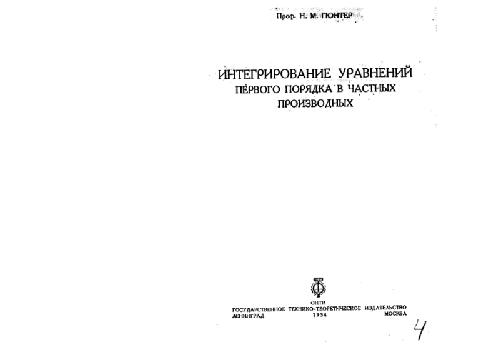 Проф. Н. М. ГЮНТЕР
ИНТЕГРИРОВАНИЕ УРАВНЕНИЙ
ПЕРВОГО ПОРЯДКА В ЧАСТНЫХ
ПРОИЗВОДНЫХ
ОНТИ
ГОСУДАРСТВЕННОЕ ТЕХНИКО-ТЕОРЕТИЧЕСКОЕ ИЗДАТЕЛЬСТВО
ЛЕНИНГРАД 1934 МОСКВА
4